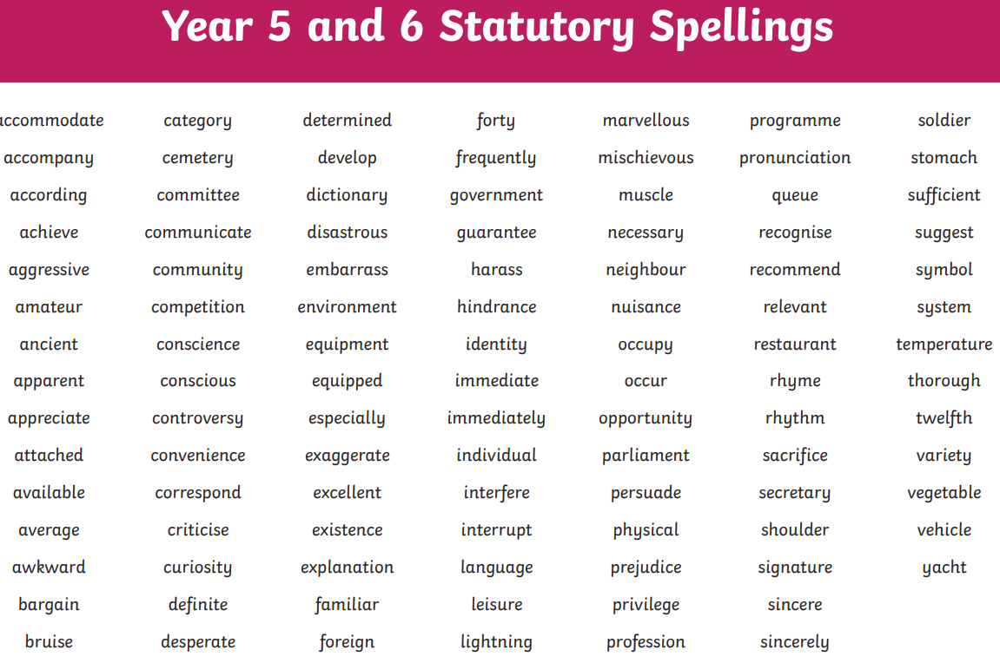 Year 5 and 6 Statutory Spellings
accommodate category determined forty marvellous programme soldier
accompany cemetery develop frequently mischievous pronunciation stomach
according committee dictionary government muscle queue sufficient
achieve communicate disastrous guarantee necessary recognise suggest
aggressive community embarrass harass neighbour recommend symbol
amateur competition environment hindrance nuisance relevant system
ancient conscience equipment identity occupy restaurant temperature
apparent conscious equipped immediate occur rhyme thorough
appreciate controversy especially immediately opportunity rhythm twelfth
attached convenience exaggerate individual parliament sacrifice variety
available correspond excellent interfere persuade secretary vegetable
average criticise existence interrupt physical shoulder vehicle
awkward curiosity explanation language prejudice signature yacht
bargain definite familiar leisure privilege sincere
bruise desperate foreign lightning profession sincerely